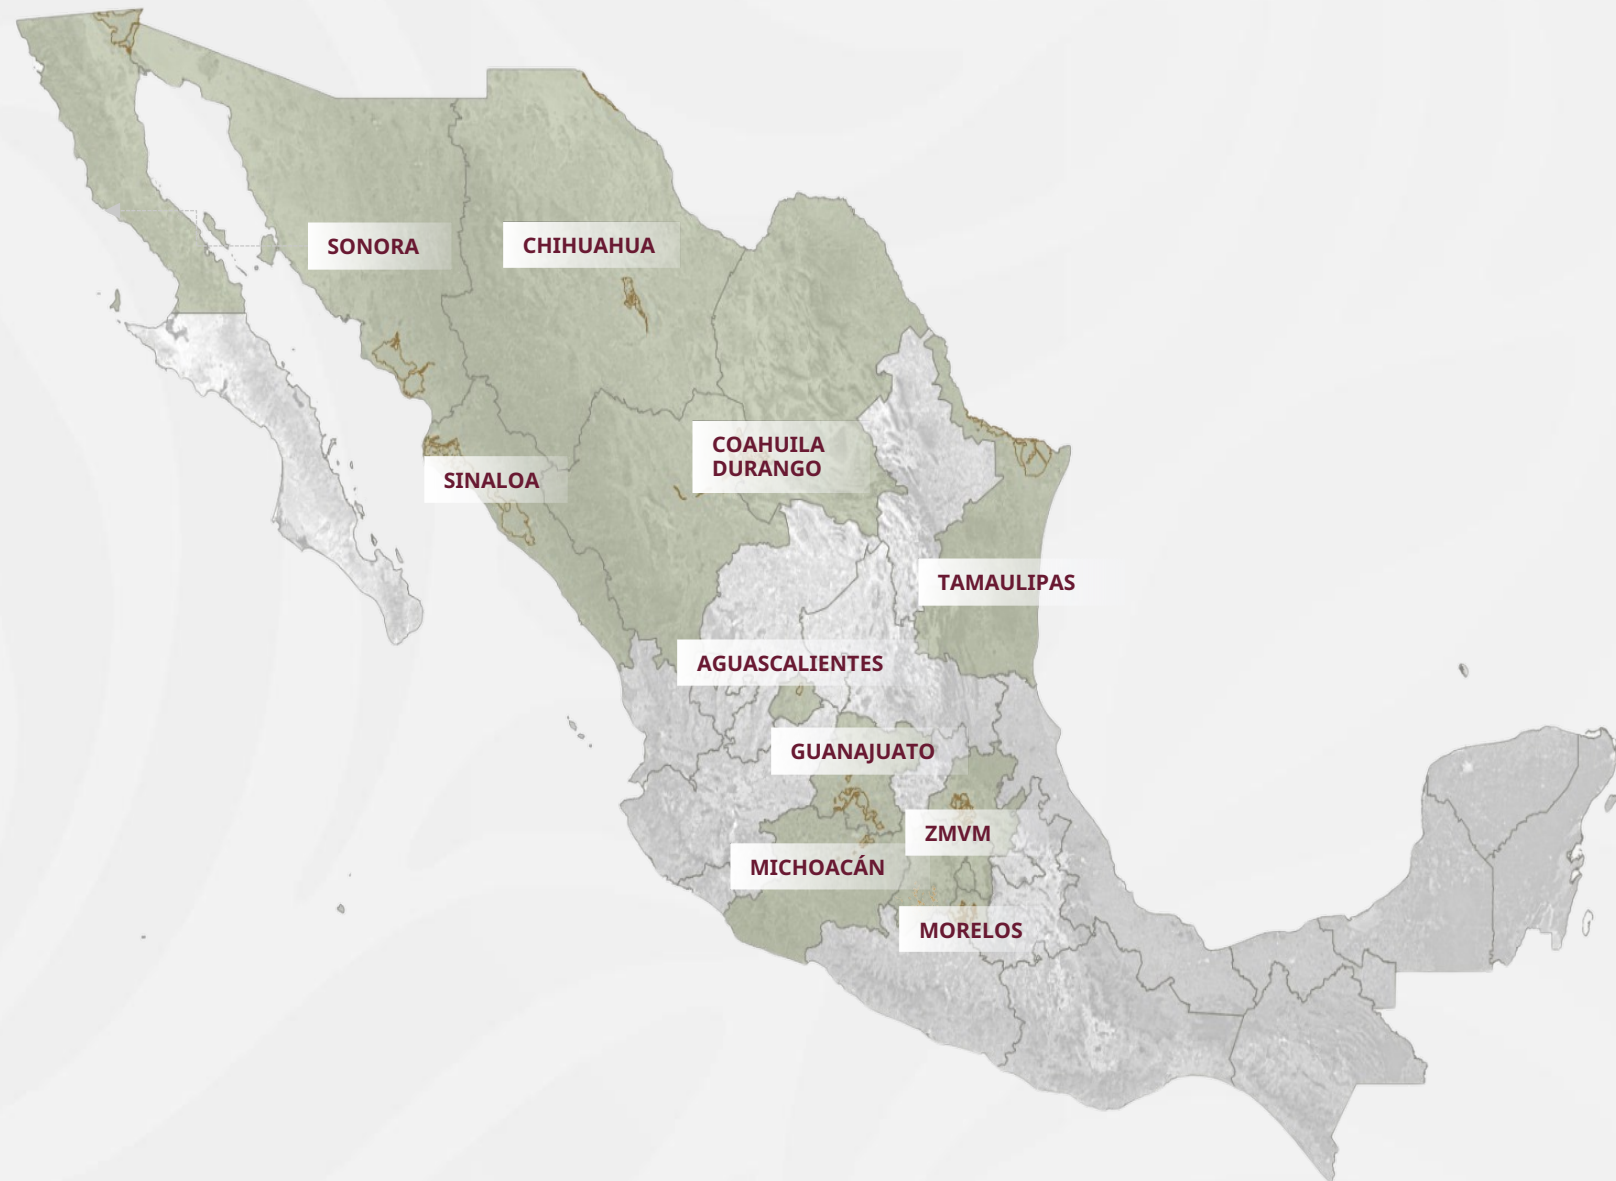 SONORA
CHIHUAHUA
COAHUILA
DURANGO
SINALOA
TAMAULIPAS
AGUASCALIENTES
GUANAJUATO
ZMVM
MICHOACÁN
MORELOS